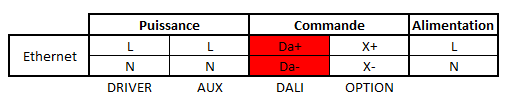 Puissance Commande Alimentation
Ethernet L L Da+ X+ L
N N Da- X- N
DRIVER AUX DALI OPTION